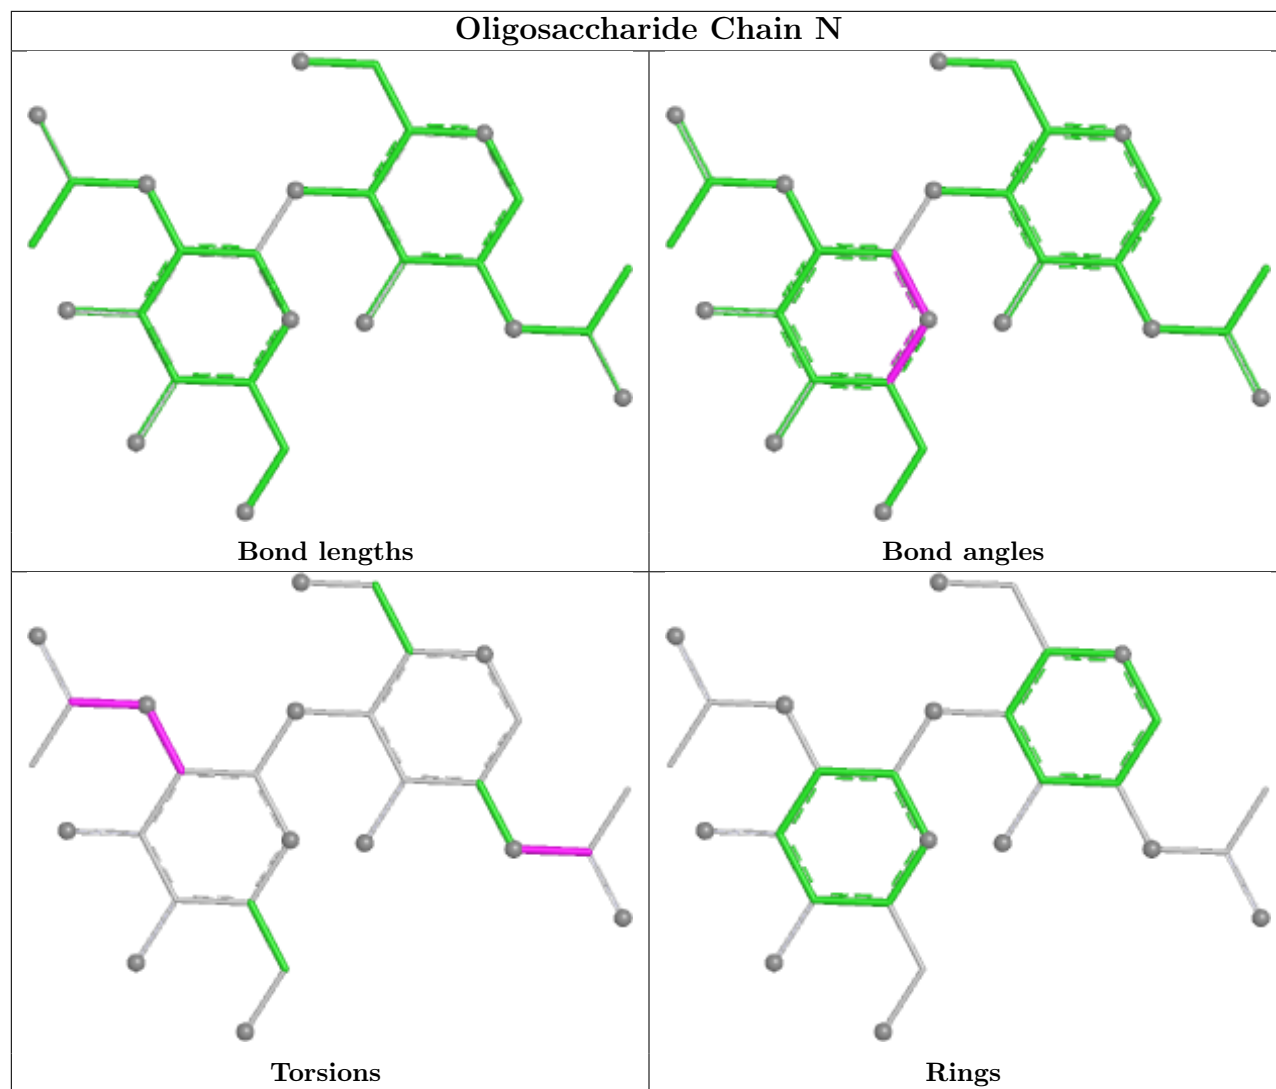 Oligosaccharide Chain N
Bond lengths
Bond angles
Torsions
Rings